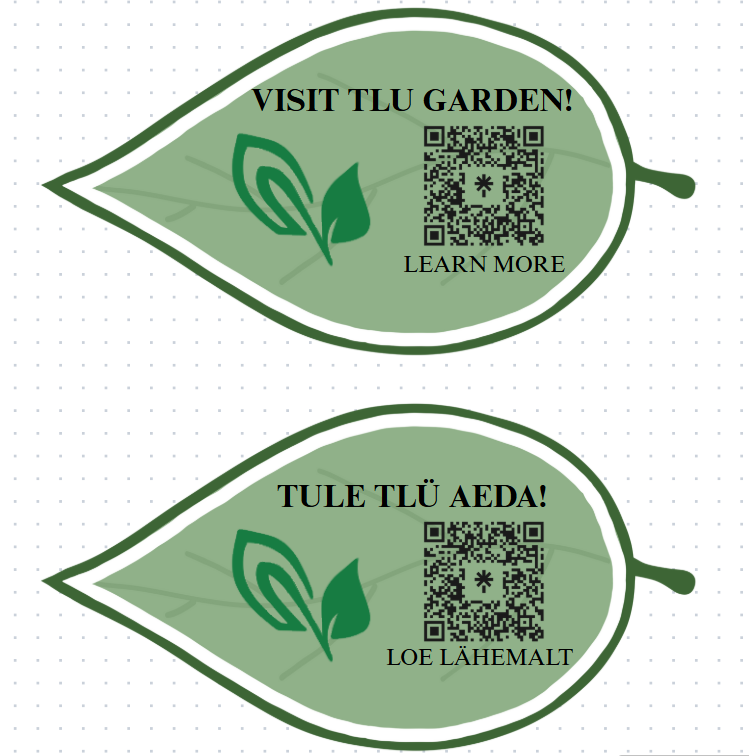 VISIT TLU GARDEN!
LEARN MORE
TULE TLÜ AEDA!
LOE LÄHEMALT